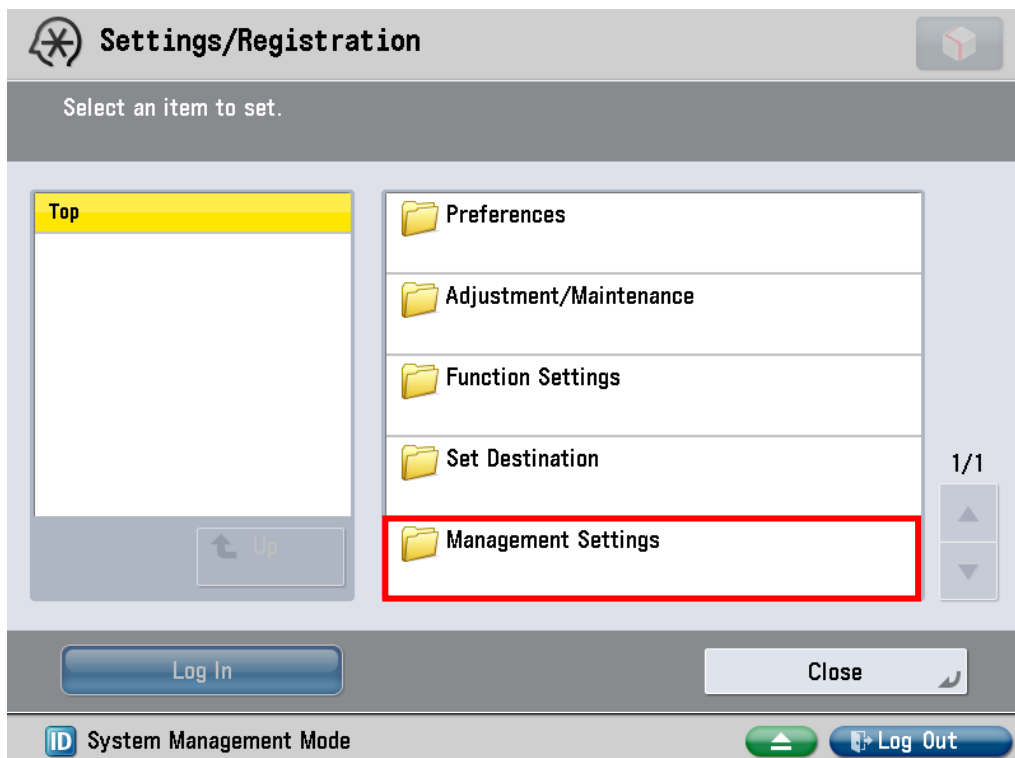 Settings/Registration
Select an item to set.
Top
Preferences
Adjustment/Maintenance
Function Settings
Set Destination
1/1
Up
Management Settings
Log In
Close
ID System Management Mode
Log Out